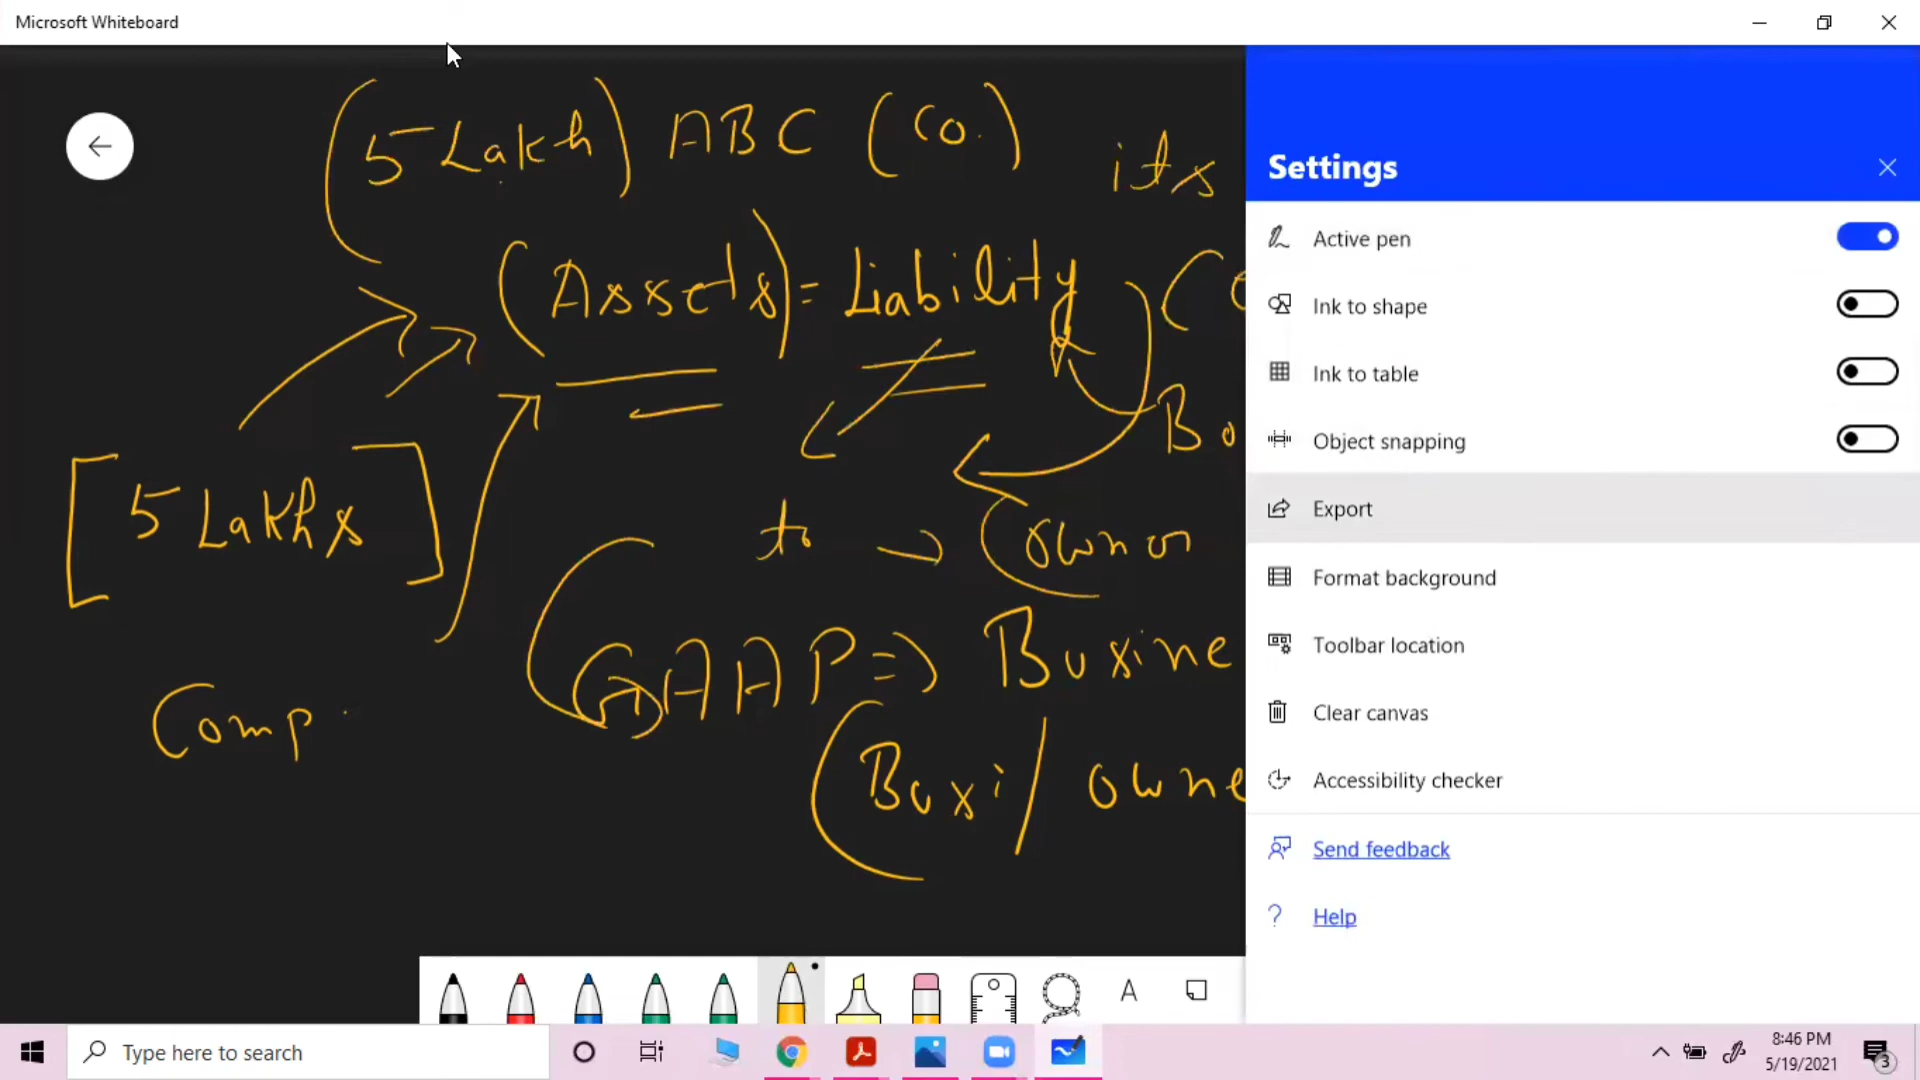 Microsoft Whiteboard
(5 Lakh) ABC (Co.) its
(Assets) = Liability
Bo
[5 Lakhs]
to → (owner
GAAP => Busine
Comp.
(Busi / owne
Settings
Active pen
Ink to shape
Ink to table
Object snapping
Export
Format background
Toolbar location
Clear canvas
Accessibility checker
Send feedback
Help
A
Type here to search
8:46 PM
5/19/2021
3